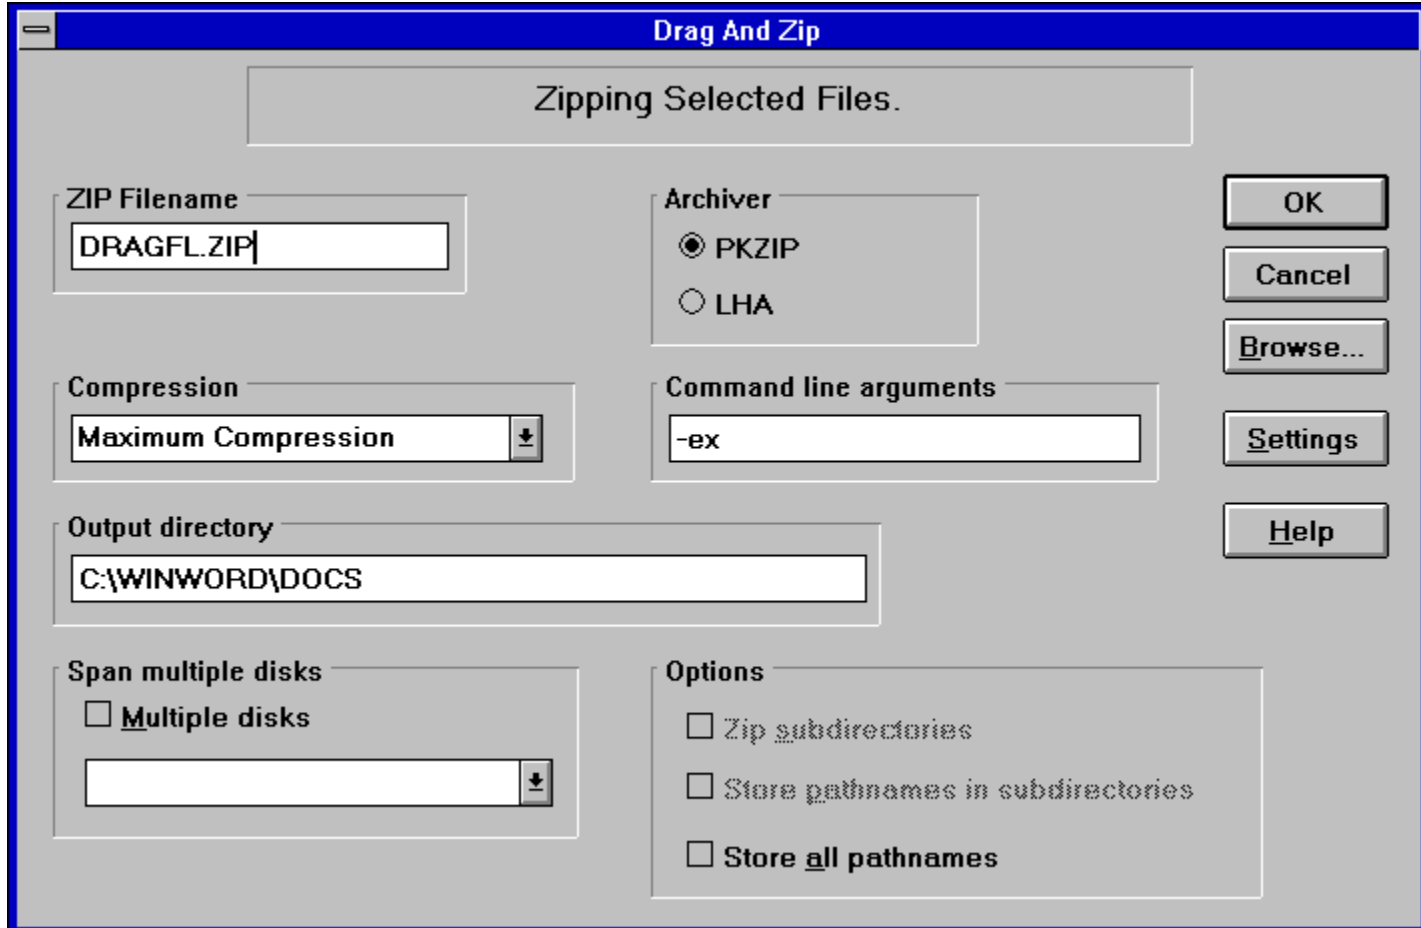 Drag And Zip
Zipping Selected Files.
ZIP Filename
DRAGFL.ZIP
Archiver
PKZIP
LHA
OK
Cancel
Browse...
Compression
Maximum Compression
Command line arguments
-ex
Settings
Output directory
C:\WINWORD\DOCS
Help
Span multiple disks
Multiple disks
Options
Zip subdirectories
Store pathnames in subdirectories
Store all pathnames